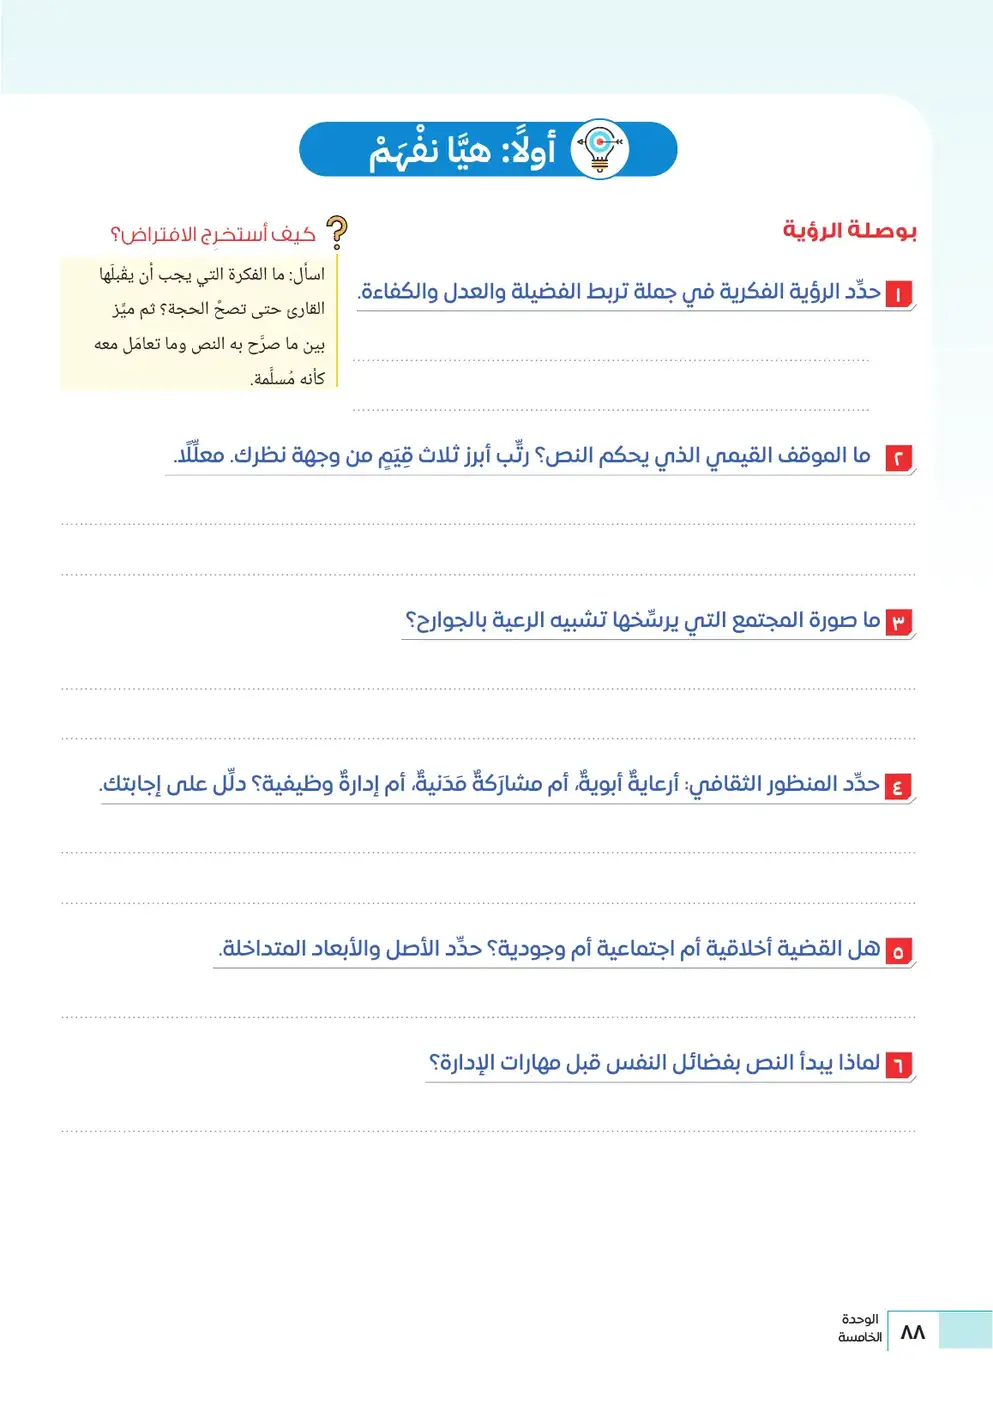 أولًا: هيَّا نفْهَمْ
بوصلة الرؤية
كيف أستخرِج الافتراض؟
اسأل: ما الفكرة التي يجب أن يقْبلَها
القارئ حتى تصحُّ الحجة؟ ثم ميِّز
بين ما صرَّح به النص وما تعامَل معه
كأنه مُسلَّمة.
١ حدِّد الرؤية الفكرية في جملة تربط الفضيلة والعدل والكفاءة.
٢ ما الموقف القيمي الذي يحكم النص؟ رتِّب أبرز ثلاث قِيَمٍ من وجهة نظرك. معلِّلًا.
٣ ما صورة المجتمع التي يرسِّخها تشبيه الرعية بالجوارح؟
٤ حدِّد المنظور الثقافي: أرعايةٌ أبويةٌ، أم مشارَكةٌ مَدَنيةٌ، أم إدارةٌ وظيفية؟ دلِّل على إجابتك.
٥ هل القضية أخلاقية أم اجتماعية أم وجودية؟ حدِّد الأصل والأبعاد المتداخلة.
٦ لماذا يبدأ النص بفضائل النفس قبل مهارات الإدارة؟
الوحدة
الخامسة
٨٨